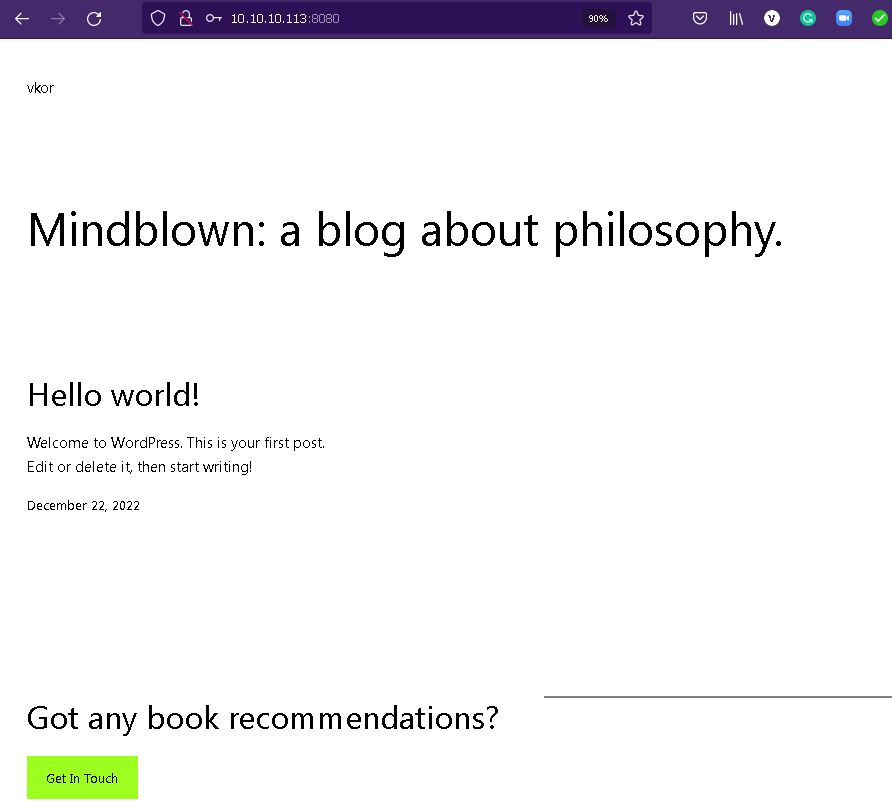 10.10.10.113:8080
90%
vkor
Mindblown: a blog about philosophy.
Hello world!
Welcome to WordPress. This is your first post.
Edit or delete it, then start writing!
December 22, 2022
Got any book recommendations?
Get In Touch